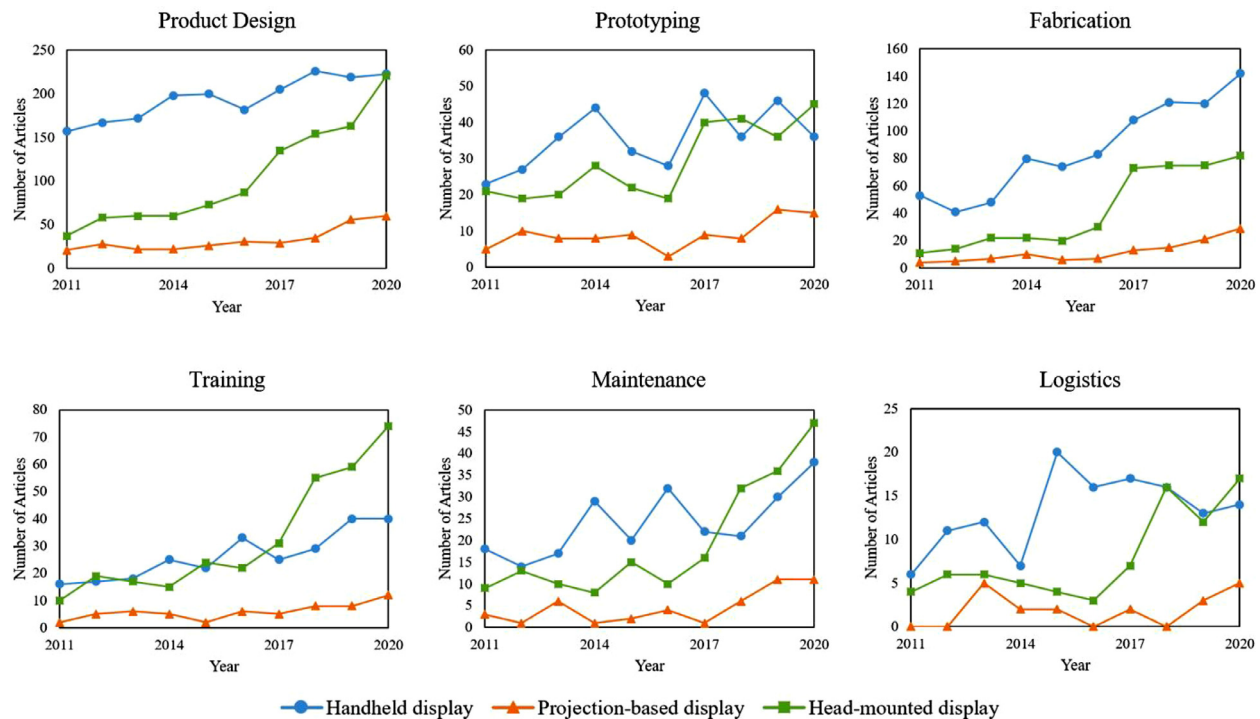 Product Design
Number of Articles
250
200
150
100
50
0
2011 2014 2017 2020
Year
Prototyping
Number of Articles
60
50
40
30
20
10
0
2011 2014 2017 2020
Year
Fabrication
Number of Articles
160
140
120
100
80
60
40
20
0
2011 2014 2017 2020
Year
Training
Number of Articles
80
70
60
50
40
30
20
10
0
2011 2014 2017 2020
Year
Maintenance
Number of Articles
50
45
40
35
30
25
20
15
10
5
0
2011 2014 2017 2020
Year
Logistics
Number of Articles
25
20
15
10
5
0
2011 2014 2017 2020
Year
Handheld display Projection-based display Head-mounted display